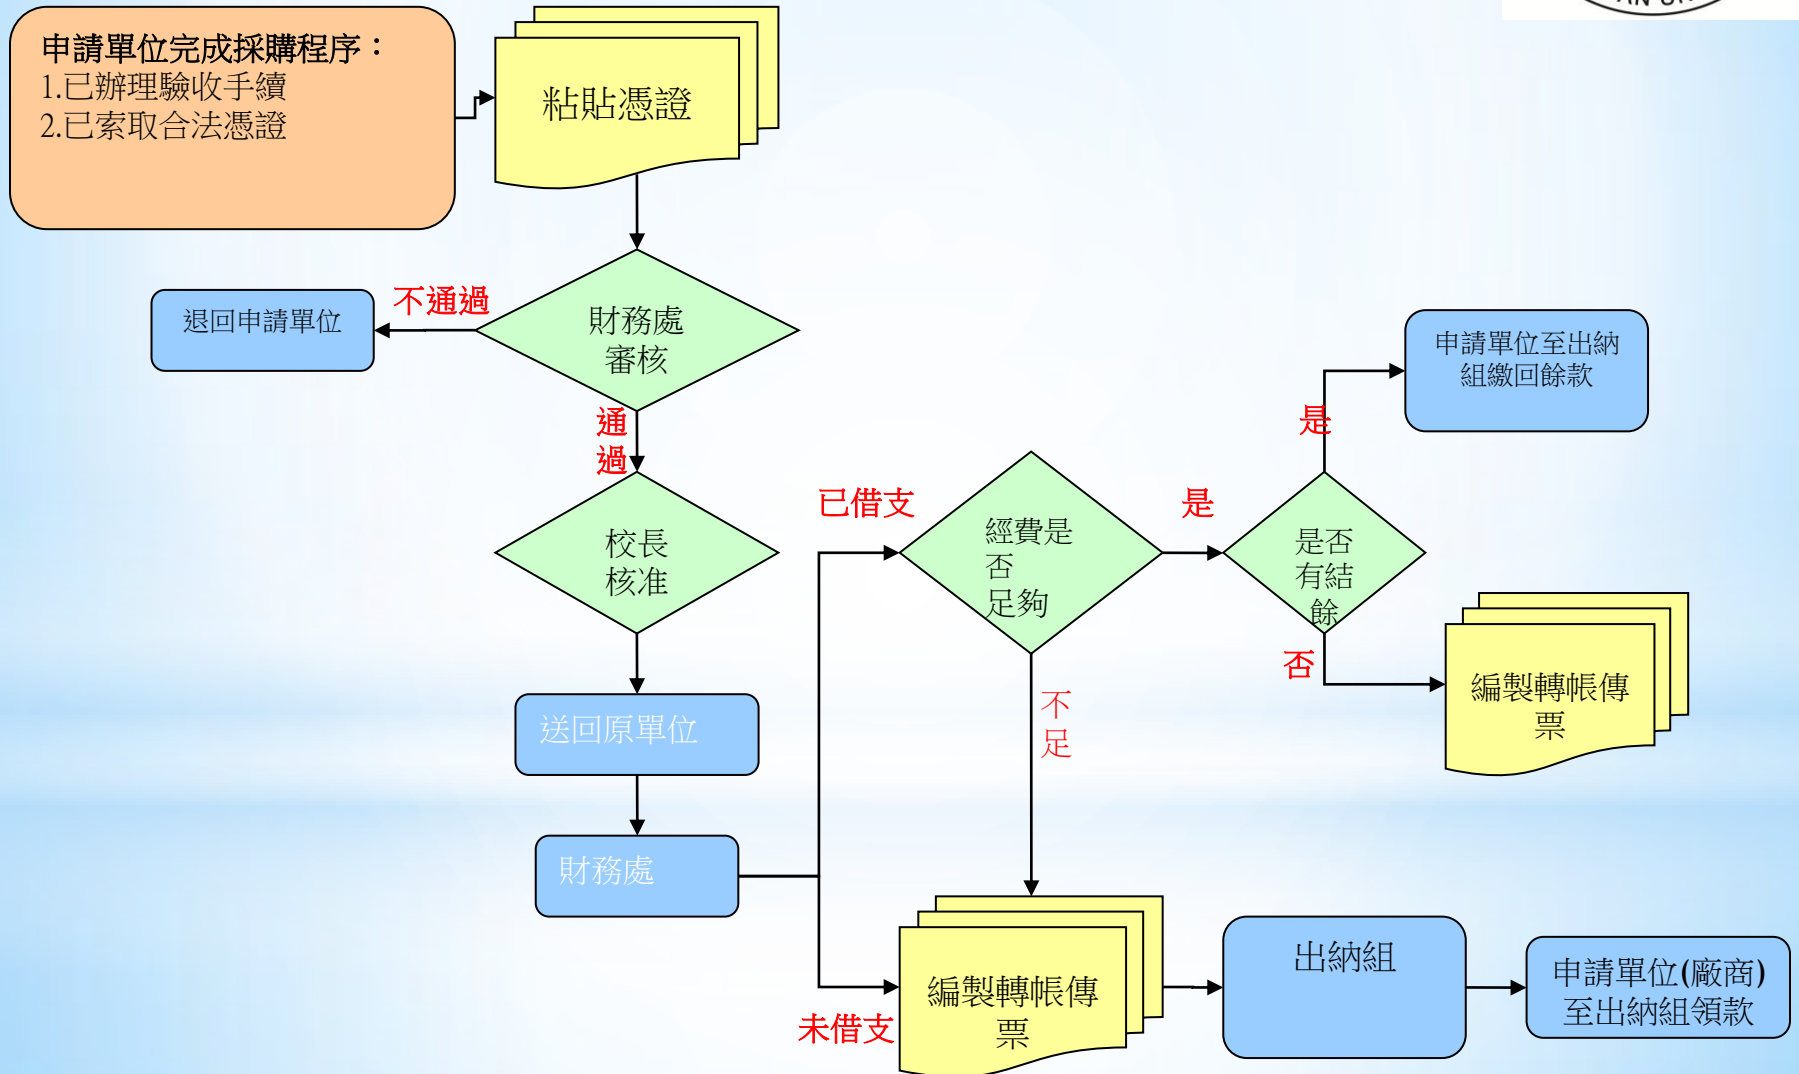 申請單位完成採購程序：
1.已辦理驗收手續
2.已索取合法憑證
粘貼憑證
不通過
退回申請單位
財務處
審核
通
過
校長
核准
送回原單位
財務處
已借支
未借支
經費是
否
足夠
是
不
足
是否
有結
餘
是
申請單位至出納
組繳回餘款
否
編製轉帳傳
票
編製轉帳傳
票
出納組
申請單位(廠商)
至出納組領款